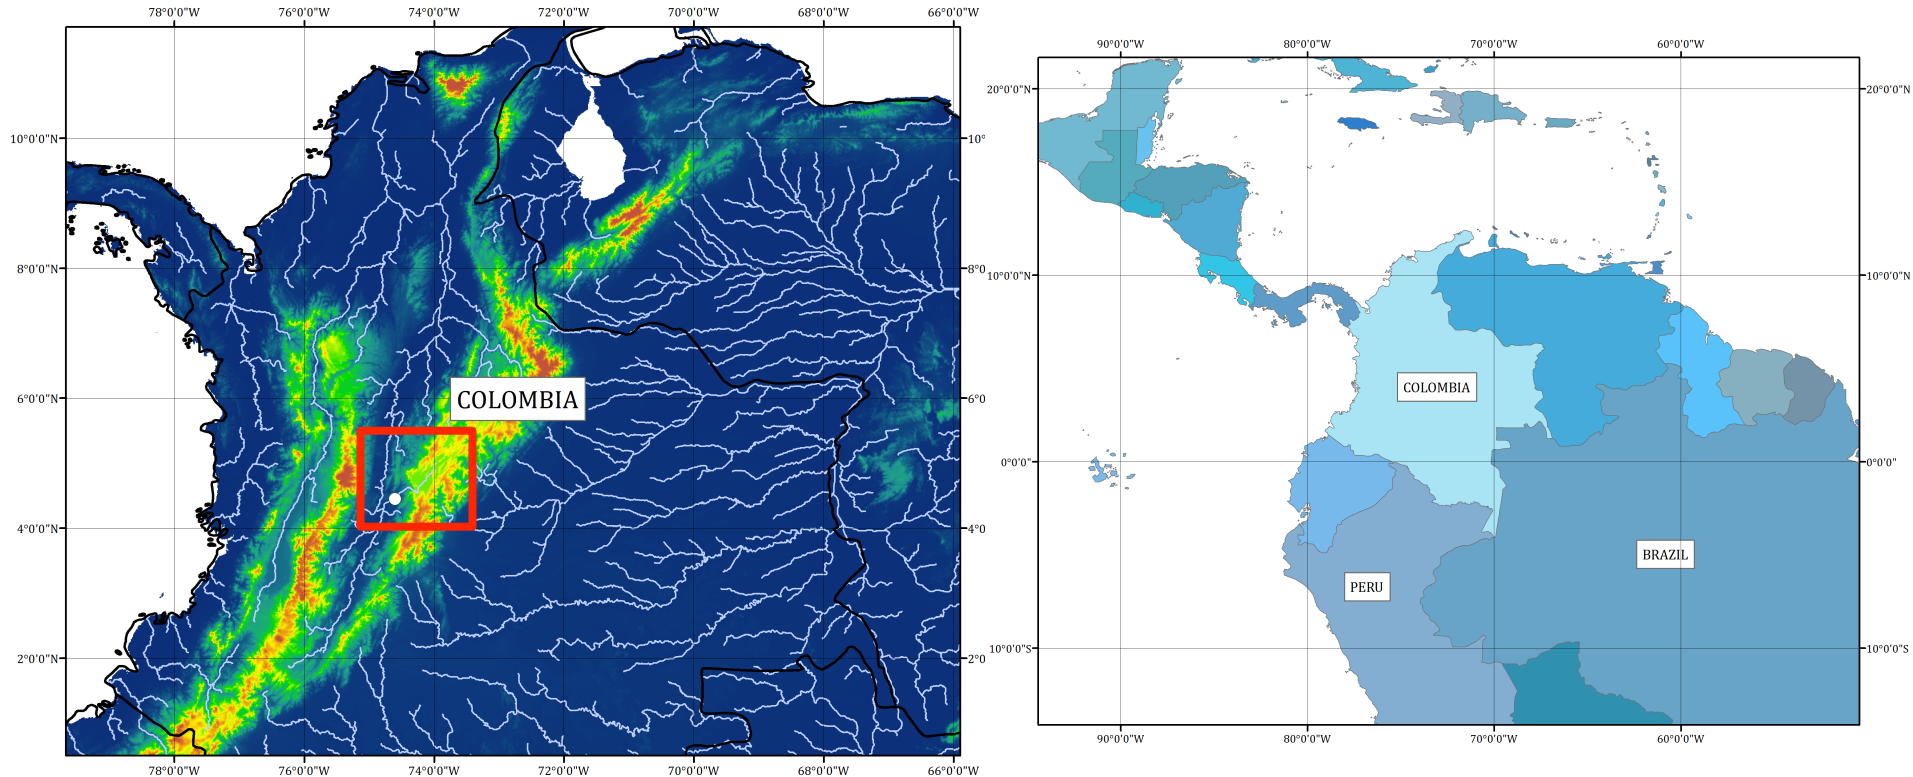 78°0'0"W 76°0'0"W 74°0'0"W 72°0'0"W 70°0'0"W 68°0'0"W 66°0'0"W
10°0'0"N 10°
8°0'0"N 8°0
6°0'0"N COLOMBIA 6°0
4°0'0"N 4°0
2°0'0"N 2°0
78°0'0"W 76°0'0"W 74°0'0"W 72°0'0"W 70°0'0"W 68°0'0"W 66°0'0"W
90°0'0"W 80°0'0"W 70°0'0"W 60°0'0"W
20°0'0"N 20°0'0"N
10°0'0"N 10°0'0"N
COLOMBIA
0°0'0" 0°0'0"
BRAZIL
PERU
10°0'0"S 10°0'0"S
90°0'0"W 80°0'0"W 70°0'0"W 60°0'0"W